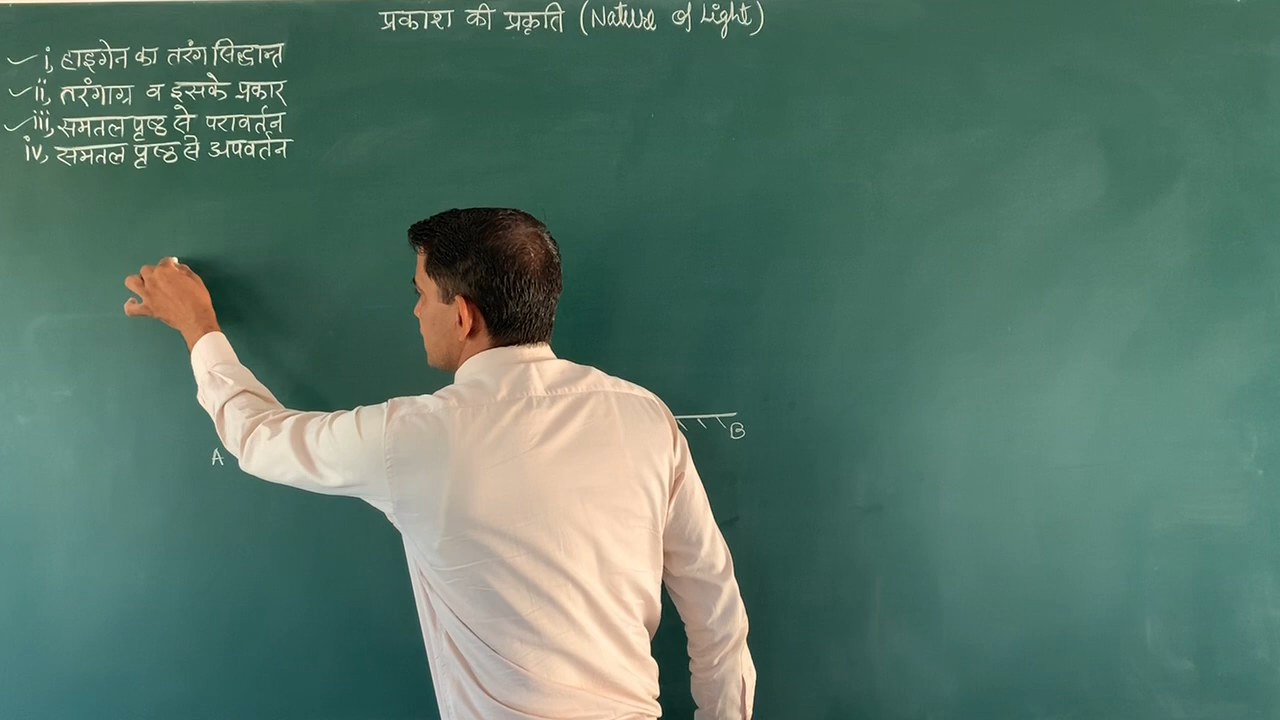 प्रकाश की प्रकृति (Nature of Light)
i, हाइगेन का तरंग सिद्धान्त
ii, तरंगाग्र व इसके प्रकार
iii, समतल पृष्ठ से परावर्तन
iv, समतल पृष्ठ से अपवर्तन
A
B